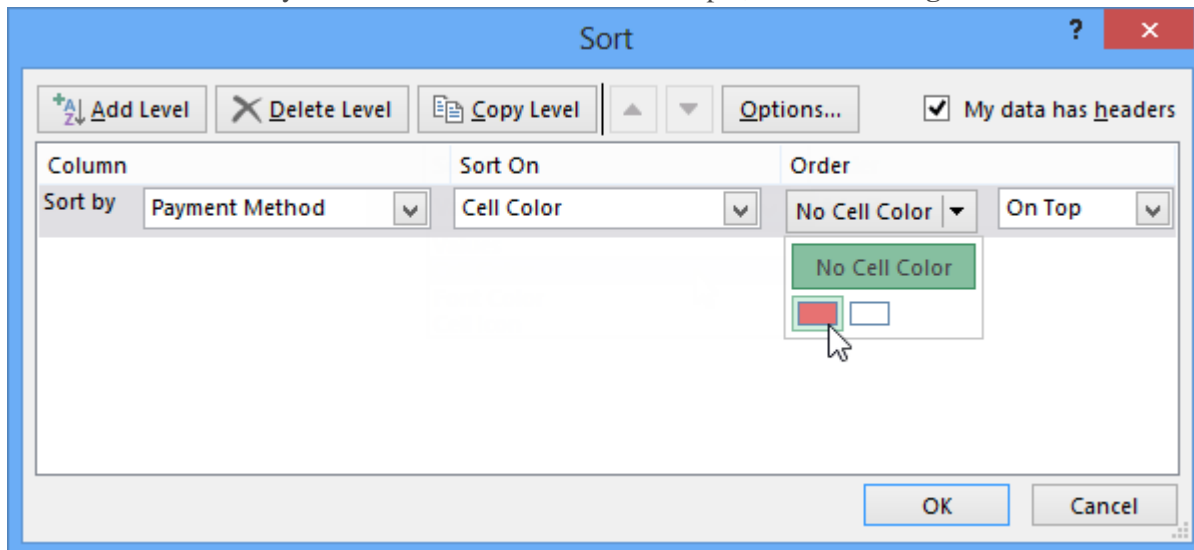 Sort
?
Add Level Delete Level Copy Level Options... My data has headers
Column Sort On Order
Sort by Payment Method Cell Color No Cell Color On Top
No Cell Color
OK Cancel